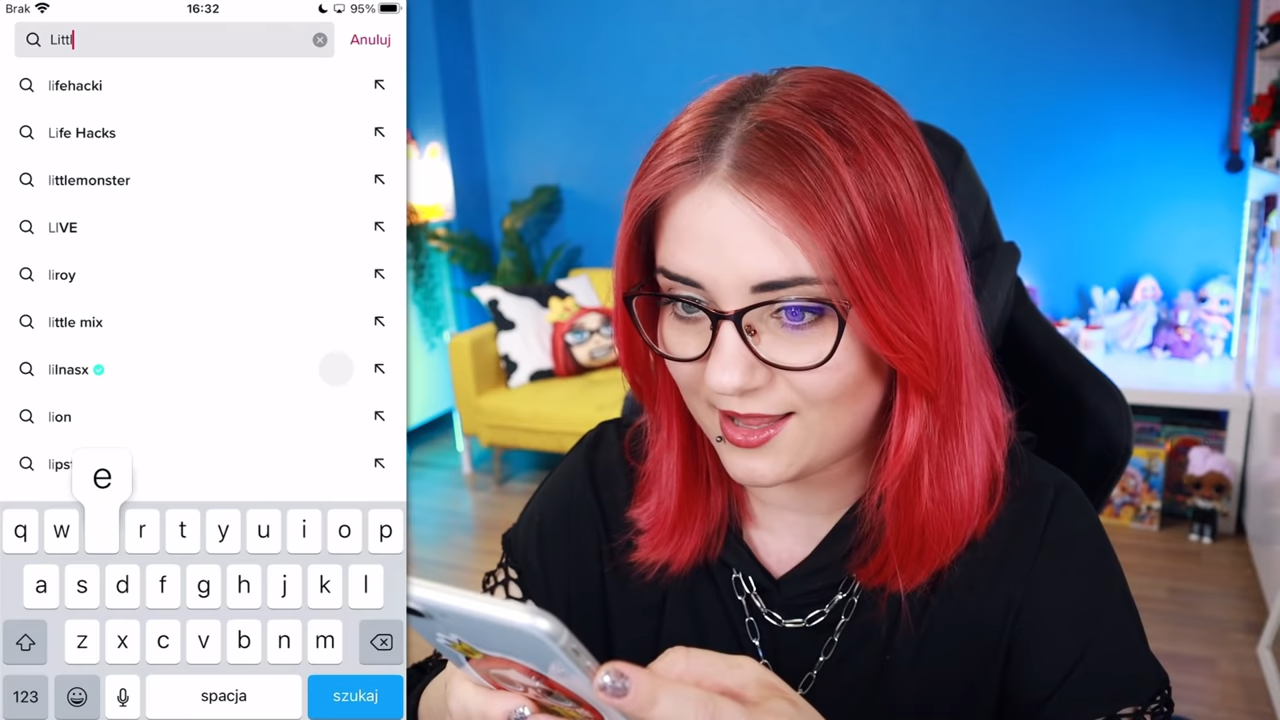 Brak 16:32 95%
Littl Anuluj
lifehacki
Life Hacks
littlemonster
LIVE
liroy
little mix
lilnasx
lion
lips
e
q w r t y u i o p
a s d f g h j k l
z x c v b n m
123 spacja szukaj